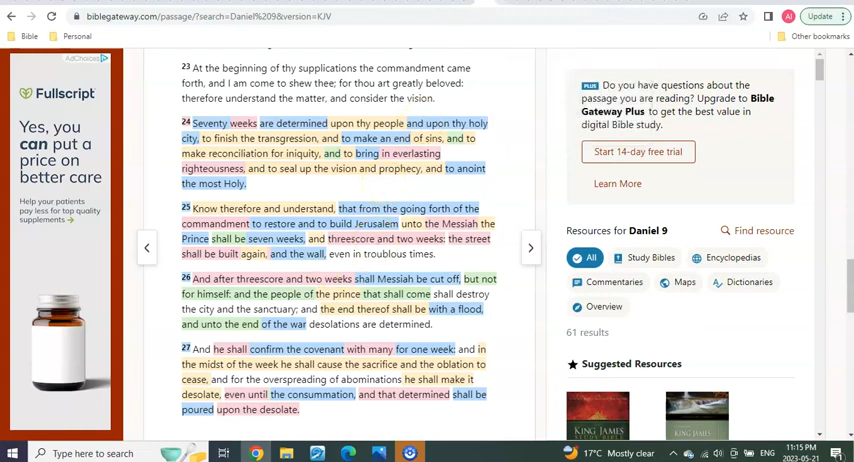 biblegateway.com/passage/?search=Daniel%209&version=KJV
AI
Update
Bible
Personal
Other bookmarks
AdChoices
Fullscript
Yes, you
can put a
price on
better care
Help your patients
pay less for top quality
supplements →
23 At the beginning of thy supplications the commandment came
forth, and I am come to shew thee; for thou art greatly beloved:
therefore understand the matter, and consider the vision.
24 Seventy weeks are determined upon thy people and upon thy holy
city, to finish the transgression, and to make an end of sins, and to
make reconciliation for iniquity, and to bring in everlasting
righteousness, and to seal up the vision and prophecy, and to anoint
the most Holy.
25 Know therefore and understand, that from the going forth of the
commandment to restore and to build Jerusalem unto the Messiah the
Prince shall be seven weeks, and threescore and two weeks: the street
shall be built again, and the wall, even in troublous times.
26 And after threescore and two weeks shall Messiah be cut off, but not
for himself: and the people of the prince that shall come shall destroy
the city and the sanctuary; and the end thereof shall be with a flood,
and unto the end of the war desolations are determined.
27 And he shall confirm the covenant with many for one week: and in
the midst of the week he shall cause the sacrifice and the oblation to
cease, and for the overspreading of abominations he shall make it
desolate, even until the consummation, and that determined shall be
poured upon the desolate.
PLUS Do you have questions about the
passage you are reading? Upgrade to Bible
Gateway Plus to get the best value in
digital Bible study.
Start 14-day free trial
Learn More
Resources for Daniel 9
Find resource
All
Study Bibles
Encyclopedias
Commentaries
Maps
Dictionaries
Overview
61 results
Suggested Resources
KING JAMES
KING JAMES
Type here to search
17°C Mostly clear
ENG
11:15 PM
2023-05-21